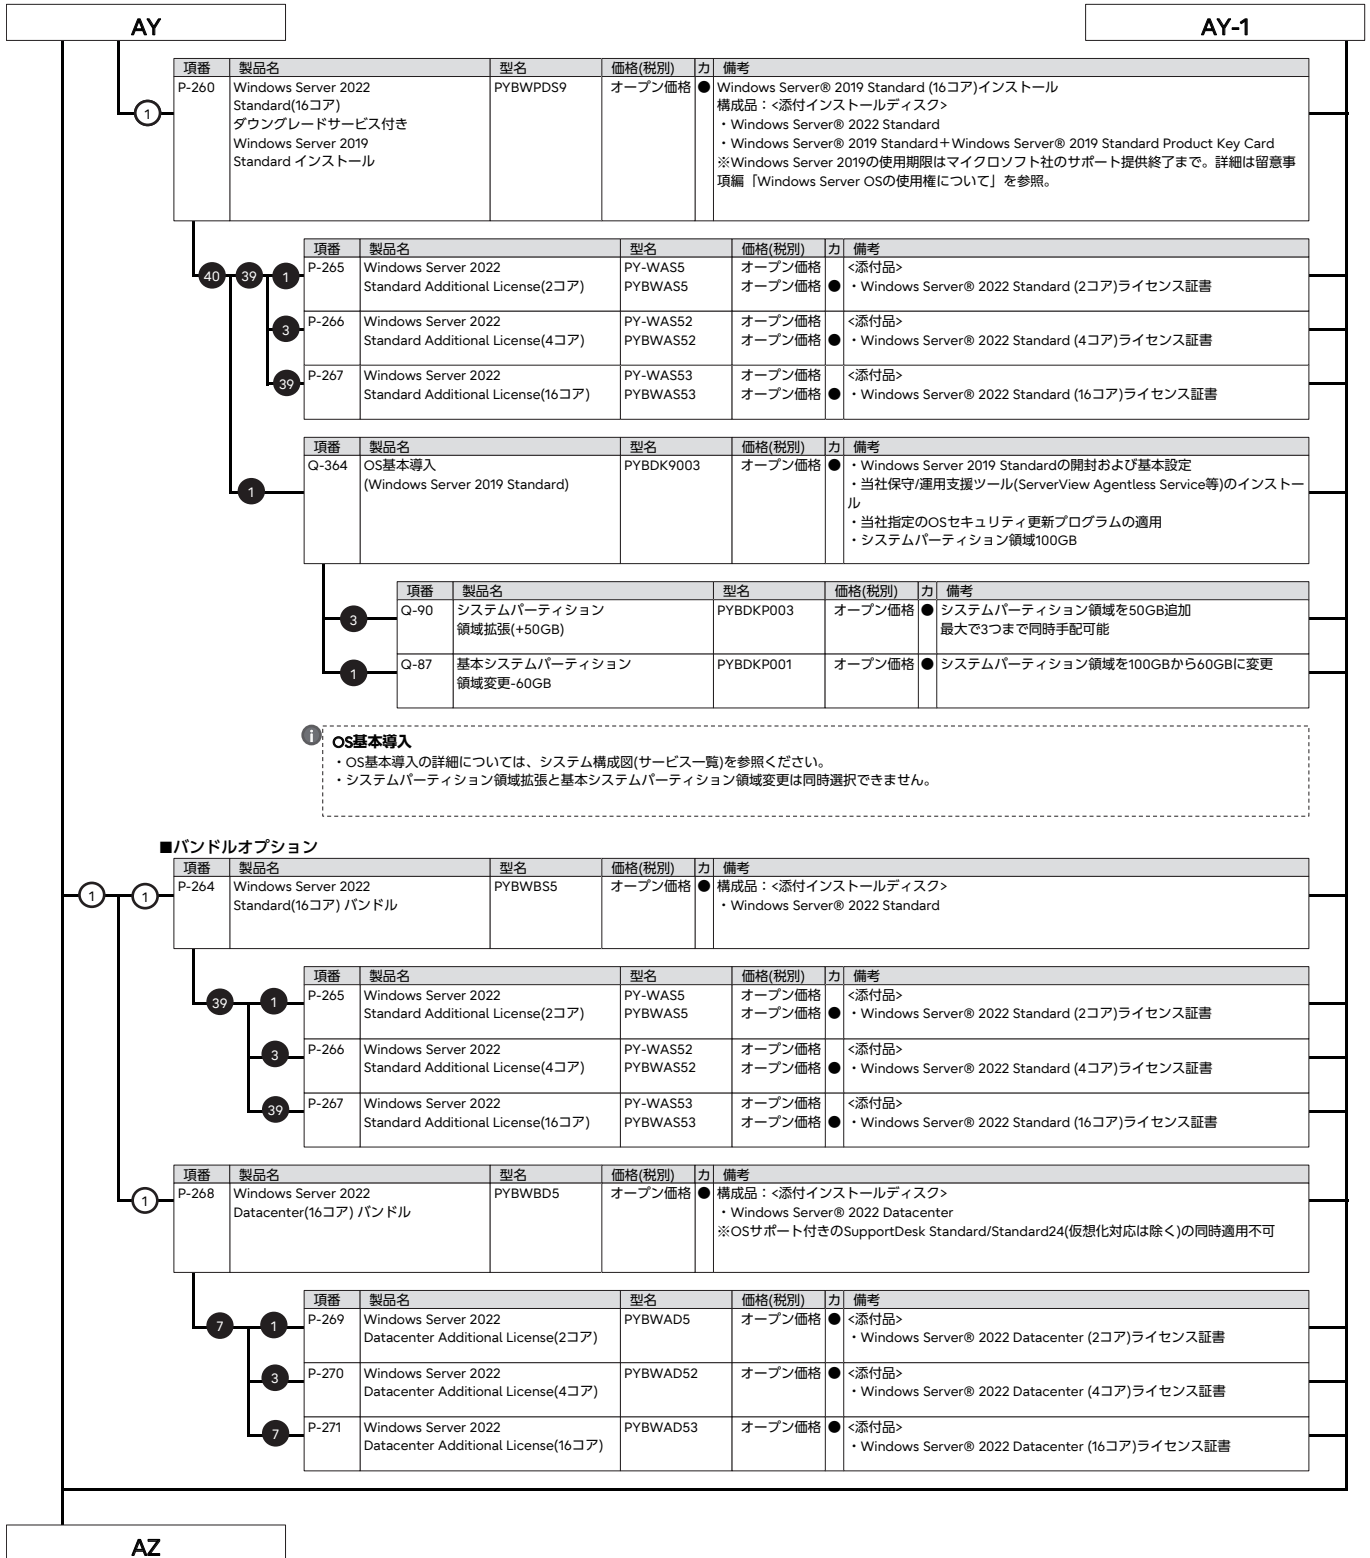 AY
AY-1
項番 製品名 型名 価格(税別) カ 備考
P-260 Windows Server 2022 PYBWPDS9 オープン価格 ● Windows Server® 2019 Standard (16コア)インストール
Standard(16コア) 構成品：<添付インストールディスク>
ダウングレードサービス付き ・Windows Server® 2022 Standard
Windows Server 2019 ・Windows Server® 2019 Standard＋Windows Server® 2019 Standard Product Key Card
Standard インストール ※Windows Server 2019の使用期限はマイクロソフト社のサポート提供終了まで。詳細は留意事
項編「Windows Server OSの使用権について」を参照。
1
項番 製品名 型名 価格(税別) カ 備考
40 39 1 P-265 Windows Server 2022 PY-WAS5 オープン価格 <添付品>
Standard Additional License(2コア) PYBWAS5 オープン価格 ● ・Windows Server® 2022 Standard (2コア)ライセンス証書
3 P-266 Windows Server 2022 PY-WAS52 オープン価格 <添付品>
Standard Additional License(4コア) PYBWAS52 オープン価格 ● ・Windows Server® 2022 Standard (4コア)ライセンス証書
39 P-267 Windows Server 2022 PY-WAS53 オープン価格 <添付品>
Standard Additional License(16コア) PYBWAS53 オープン価格 ● ・Windows Server® 2022 Standard (16コア)ライセンス証書
項番 製品名 型名 価格(税別) カ 備考
Q-364 OS基本導入 PYBDK9003 オープン価格 ● ・Windows Server 2019 Standardの開封および基本設定
(Windows Server 2019 Standard) ・当社保守/運用支援ツール(ServerView Agentless Service等)のインストー
1 ル
・当社指定のOSセキュリティ更新プログラムの適用
・システムパーティション領域100GB
項番 製品名 型名 価格(税別) カ 備考
3 Q-90 システムパーティション PYBDKP003 オープン価格 ● システムパーティション領域を50GB追加
領域拡張(+50GB) 最大で3つまで同時手配可能
1 Q-87 基本システムパーティション PYBDKP001 オープン価格 ● システムパーティション領域を100GBから60GBに変更
領域変更-60GB
i OS基本導入
・OS基本導入の詳細については、システム構成図(サービス一覧)を参照ください。
・システムパーティション領域拡張と基本システムパーティション領域変更は同時選択できません。
■バンドルオプション
項番 製品名 型名 価格(税別) カ 備考
1 1 P-264 Windows Server 2022 PYBWBS5 オープン価格 ● 構成品：<添付インストールディスク>
Standard(16コア) バンドル ・Windows Server® 2022 Standard
項番 製品名 型名 価格(税別) カ 備考
39 1 P-265 Windows Server 2022 PY-WAS5 オープン価格 <添付品>
Standard Additional License(2コア) PYBWAS5 オープン価格 ● ・Windows Server® 2022 Standard (2コア)ライセンス証書
3 P-266 Windows Server 2022 PY-WAS52 オープン価格 <添付品>
Standard Additional License(4コア) PYBWAS52 オープン価格 ● ・Windows Server® 2022 Standard (4コア)ライセンス証書
39 P-267 Windows Server 2022 PY-WAS53 オープン価格 <添付品>
Standard Additional License(16コア) PYBWAS53 オープン価格 ● ・Windows Server® 2022 Standard (16コア)ライセンス証書
項番 製品名 型名 価格(税別) カ 備考
1 P-268 Windows Server 2022 PYBWBD5 オープン価格 ● 構成品：<添付インストールディスク>
Datacenter(16コア) バンドル ・Windows Server® 2022 Datacenter
※OSサポート付きのSupportDesk Standard/Standard24(仮想化対応は除く)の同時適用不可
項番 製品名 型名 価格(税別) カ 備考
7 1 P-269 Windows Server 2022 PYBWAD5 オープン価格 ● <添付品>
Datacenter Additional License(2コア) ・Windows Server® 2022 Datacenter (2コア)ライセンス証書
3 P-270 Windows Server 2022 PYBWAD52 オープン価格 ● <添付品>
Datacenter Additional License(4コア) ・Windows Server® 2022 Datacenter (4コア)ライセンス証書
7 P-271 Windows Server 2022 PYBWAD53 オープン価格 ● <添付品>
Datacenter Additional License(16コア) ・Windows Server® 2022 Datacenter (16コア)ライセンス証書
AZ